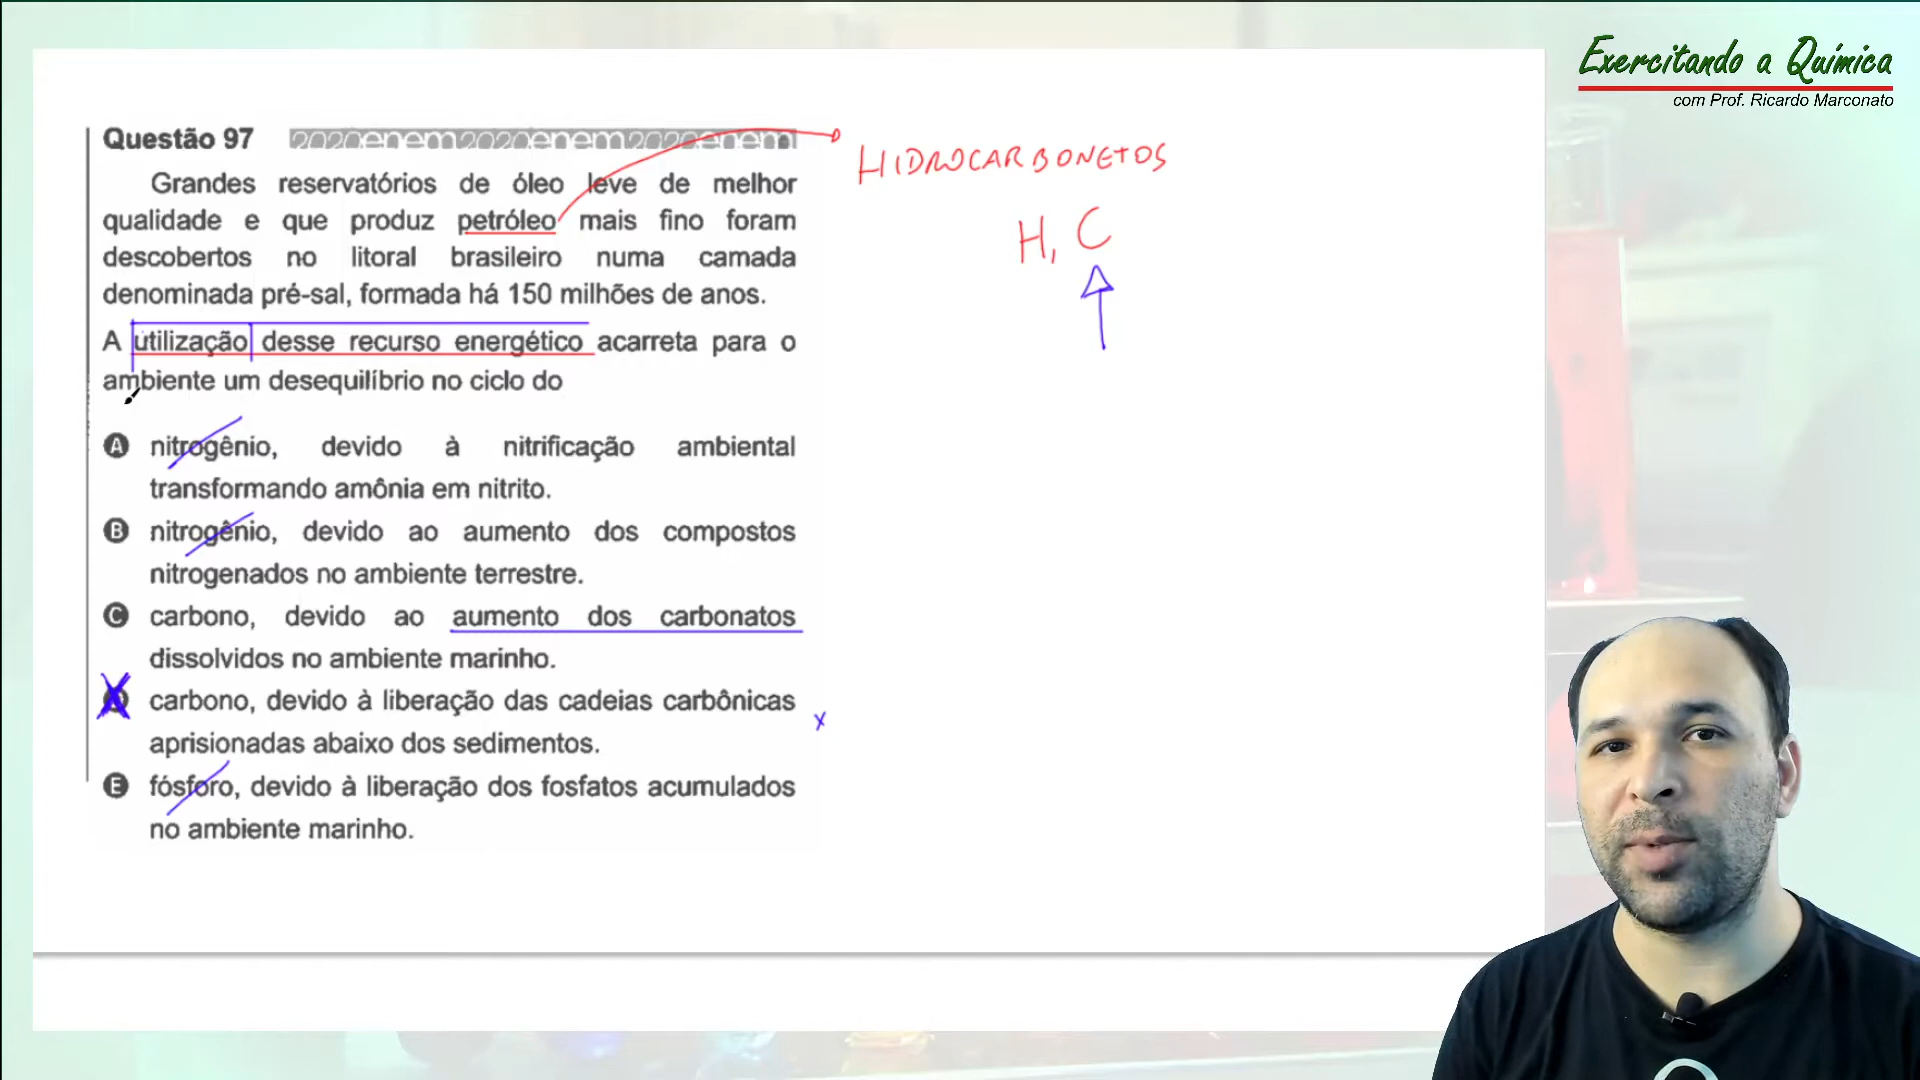 Exercitando a Química
com Prof. Ricardo Marconato
Questão 97 2020enem2020enem2020enem
Grandes reservatórios de óleo leve de melhor
qualidade e que produz petróleo mais fino foram
descobertos no litoral brasileiro numa camada
denominada pré-sal, formada há 150 milhões de anos.
A utilização desse recurso energético acarreta para o
ambiente um desequilíbrio no ciclo do
A nitrogênio, devido à nitrificação ambiental
transformando amônia em nitrito.
B nitrogênio, devido ao aumento dos compostos
nitrogenados no ambiente terrestre.
C carbono, devido ao aumento dos carbonatos
dissolvidos no ambiente marinho.
carbono, devido à liberação das cadeias carbônicas
aprisionadas abaixo dos sedimentos.
E fósforo, devido à liberação dos fosfatos acumulados
no ambiente marinho.
HIDROCARBONETOS
H, C
x